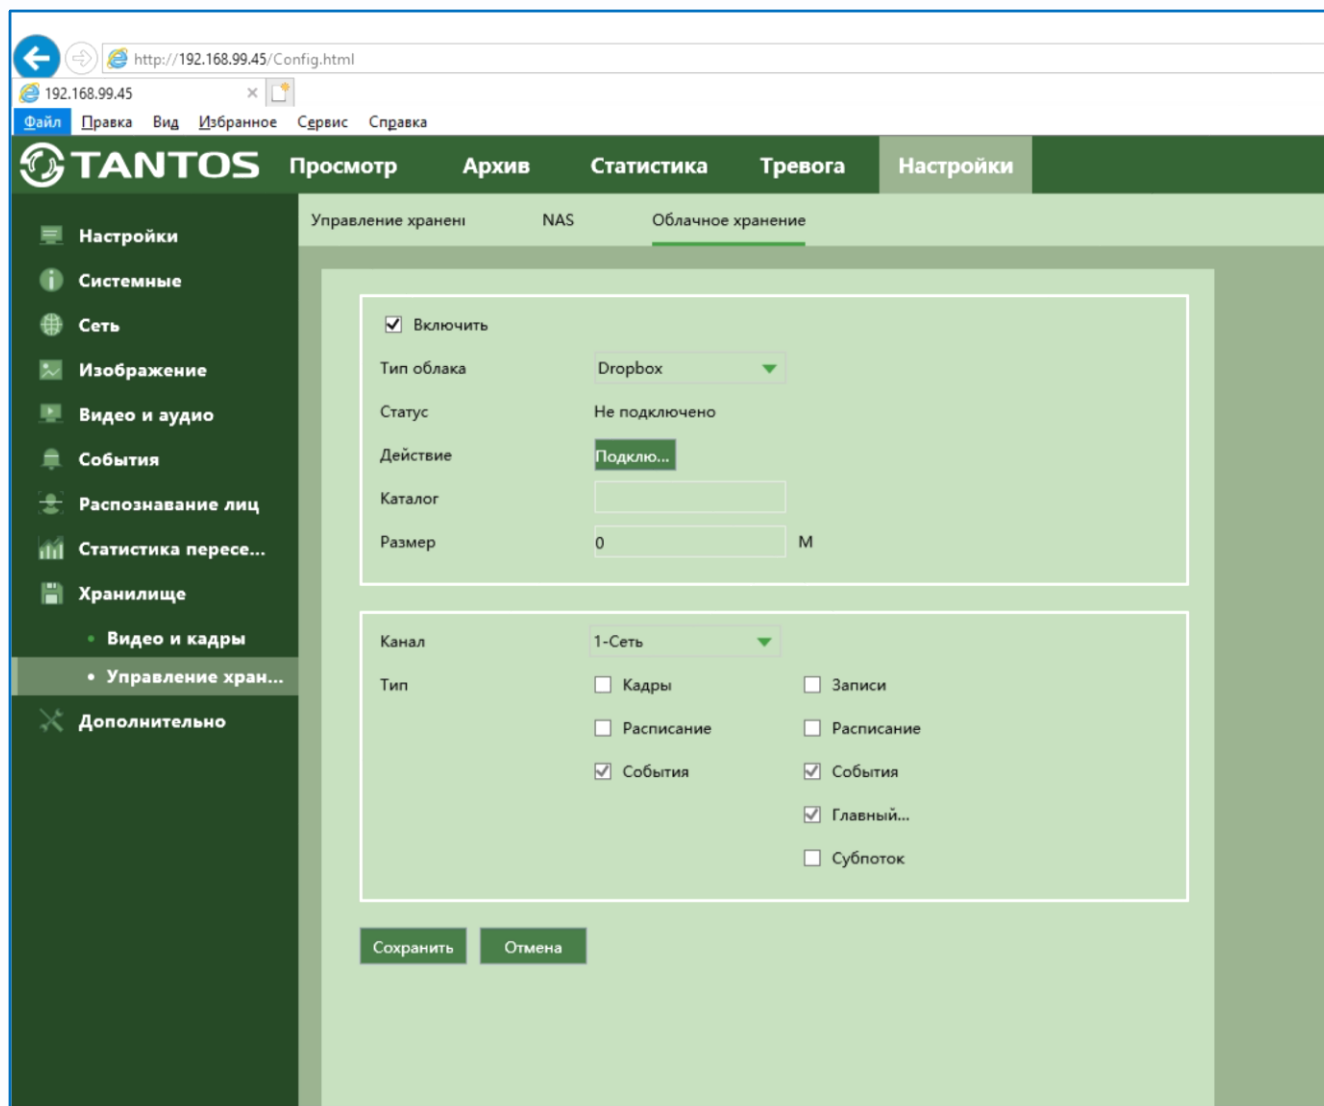 http://192.168.99.45/Config.html
192.168.99.45
Файл Правка Вид Избранное Сервис Справка
TANTOS Просмотр Архив Статистика Тревога Настройки
Управление хранені NAS Облачное хранение
Настройки
Системные
Сеть
Изображение
Видео и аудио
События
Распознавание лиц
Статистика пересе...
Хранилище
Видео и кадры
Управление хран...
Дополнительно
Включить
Тип облака Dropbox
Статус Не подключено
Действие Подклю...
Каталог
Размер 0 М
Канал 1-Сеть
Тип Кадры Записи
Расписание Расписание
События События
Главный...
Субпоток
Сохранить Отмена